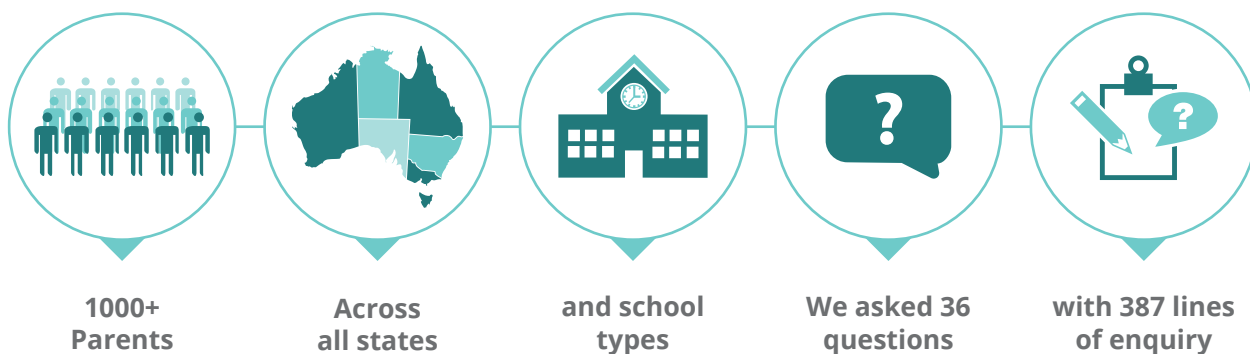 ?
?
1000+
Parents
Across
all states
and school
types
We asked 36
questions
with 387 lines
of enquiry